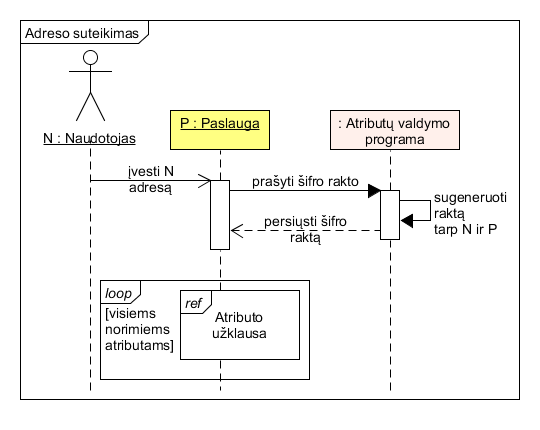 Adreso suteikimas
N : Naudotojas
P : Paslauga
: Atributų valdymo
programa
įvesti N
adresą
prašyti šifro rakto
sugeneruoti
raktą
tarp N ir P
persiųsti šifro
raktą
loop
[visiems
norimiems
atributams]
ref
Atributo
užklausa